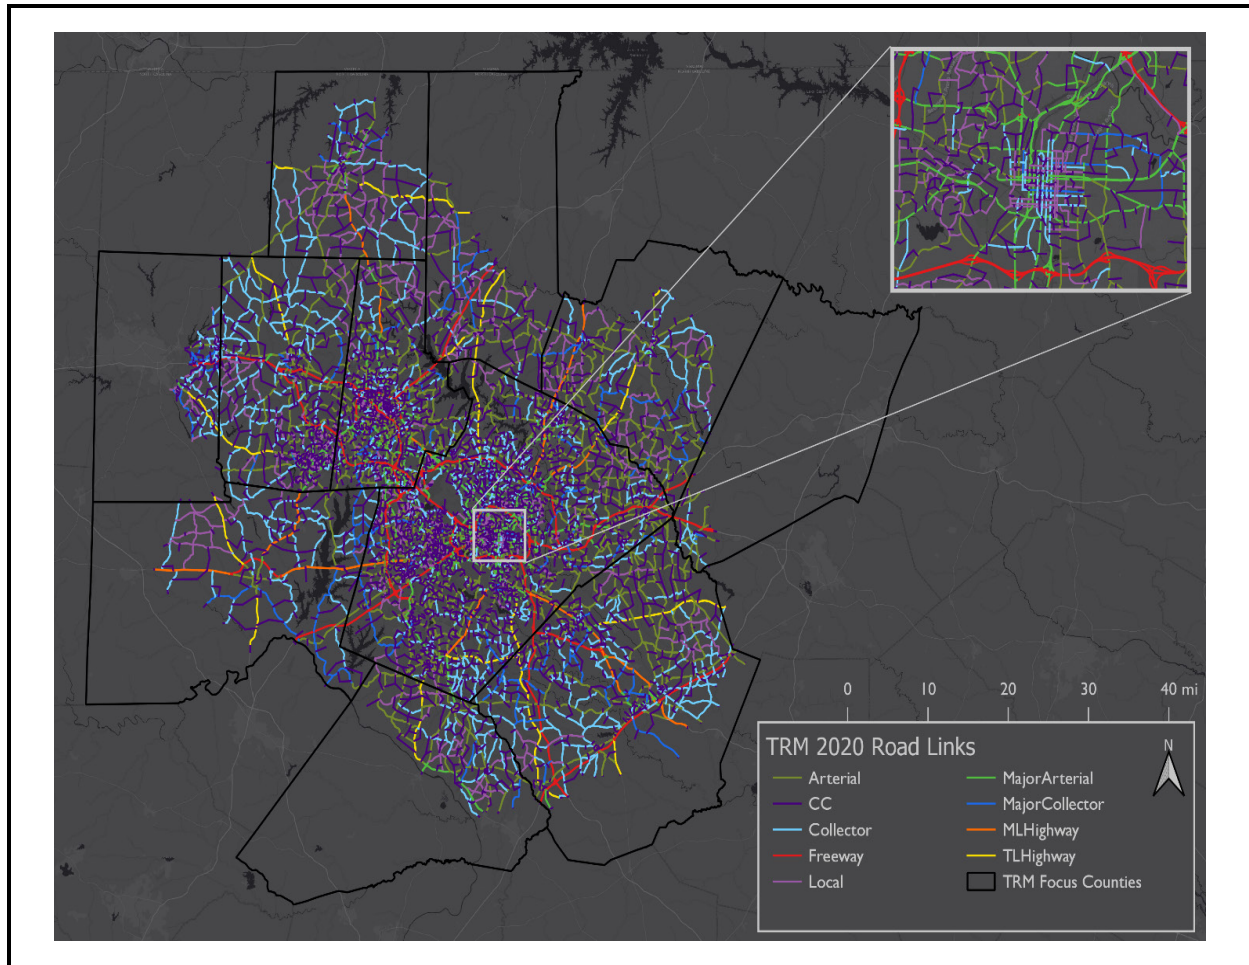 0 10 20 30 40 mi
TRM 2020 Road Links
N
Arterial
MajorArterial
CC
MajorCollector
Collector
MLHighway
Freeway
TLHighway
Local
TRM Focus Counties